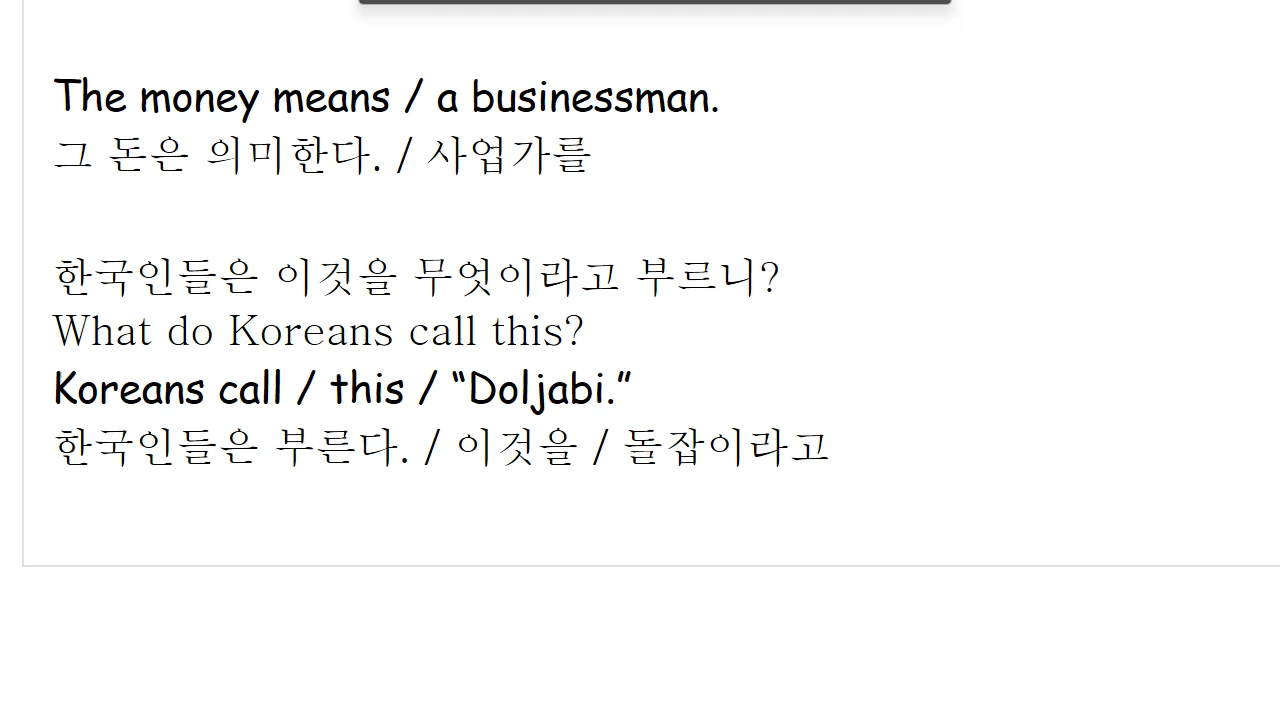 The money means / a businessman.
그 돈은 의미한다. / 사업가를
한국인들은 이것을 무엇이라고 부르니?
What do Koreans call this?
Koreans call / this / “Doljabi.”
한국인들은 부른다. / 이것을 / 돌잡이라고